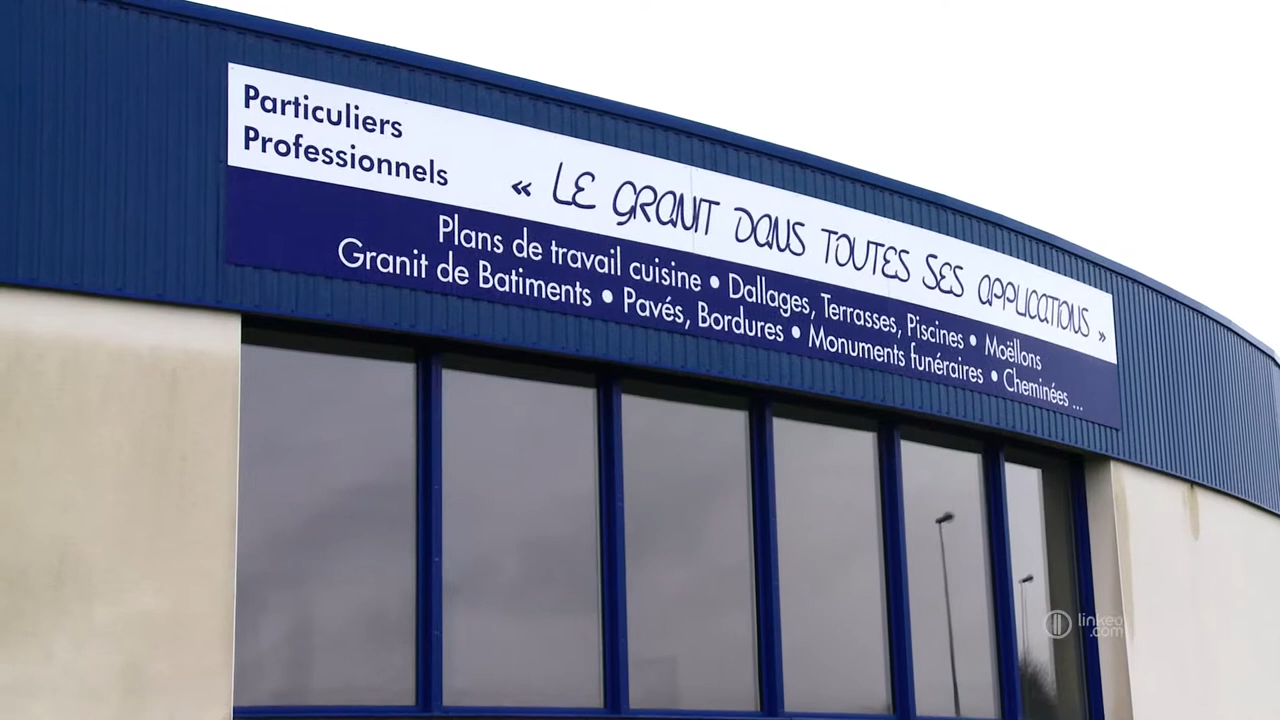 Particuliers
Professionnels
« LE GRANIT DANS TOUTES SES APPLICATIONS »
Plans de travail cuisine • Dallages, Terrasses, Piscines • Moëllons
Granit de Batiments • Pavés, Bordures • Monuments funéraires • Cheminées ...
linkeo
.com